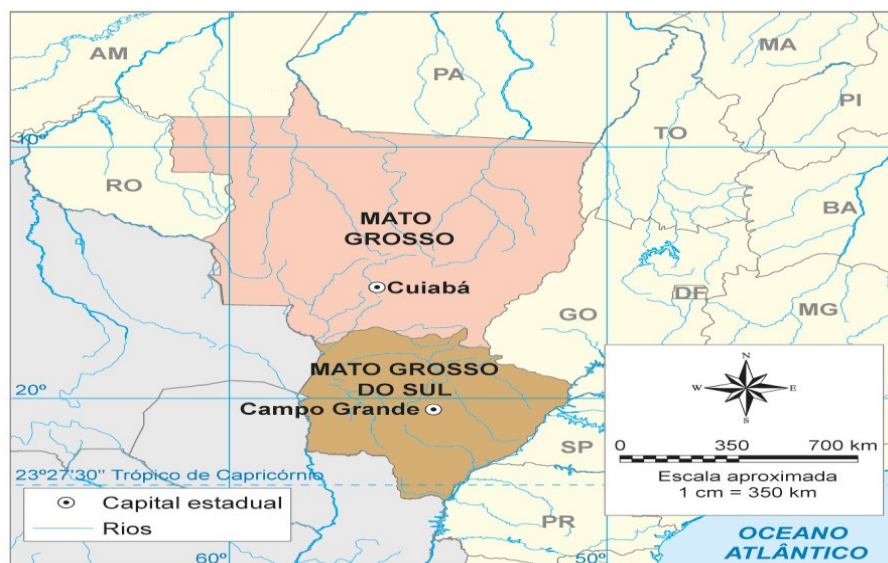 AM
PA
MA
PI
TO
10º
RO
BA
MATO
GROSSO
Cuiabá
GO
DF
MG
MATO GROSSO
DO SUL
20º
Campo Grande
N
W
E
S
SP
0 350 700 km
Escala aproximada
1 cm = 350 km
23º27'30" Trópico de Capricórnio
Capital estadual
Rios
PR
OCEANO
ATLÂNTICO
60º
50º